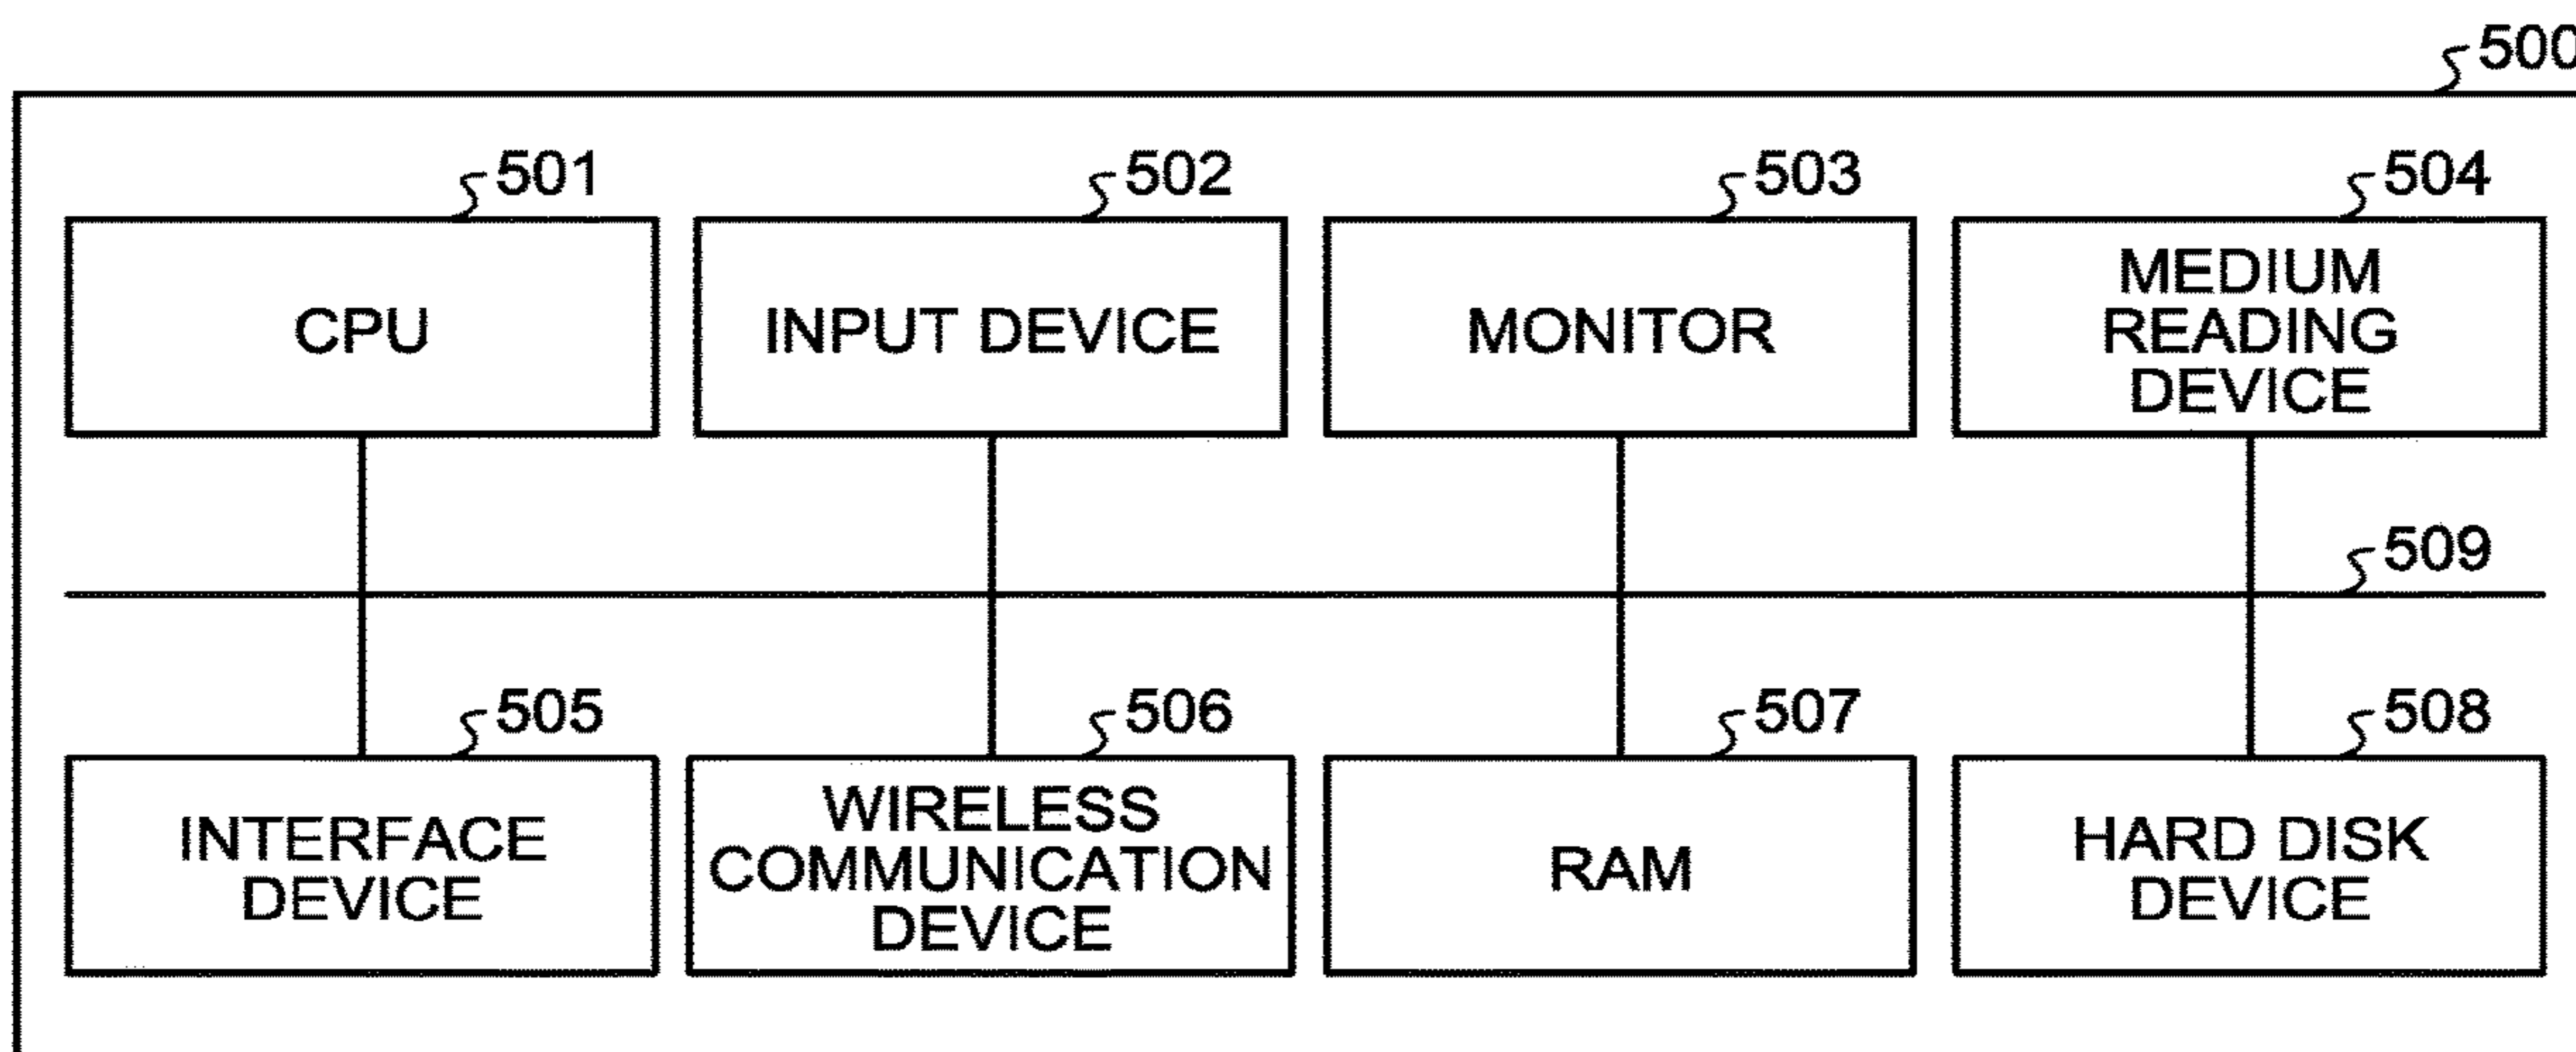 500
501
502
503
504
CPU
INPUT DEVICE
MONITOR
MEDIUM
READING
DEVICE
509
505
506
507
508
INTERFACE
DEVICE
WIRELESS
COMMUNICATION
DEVICE
RAM
HARD DISK
DEVICE